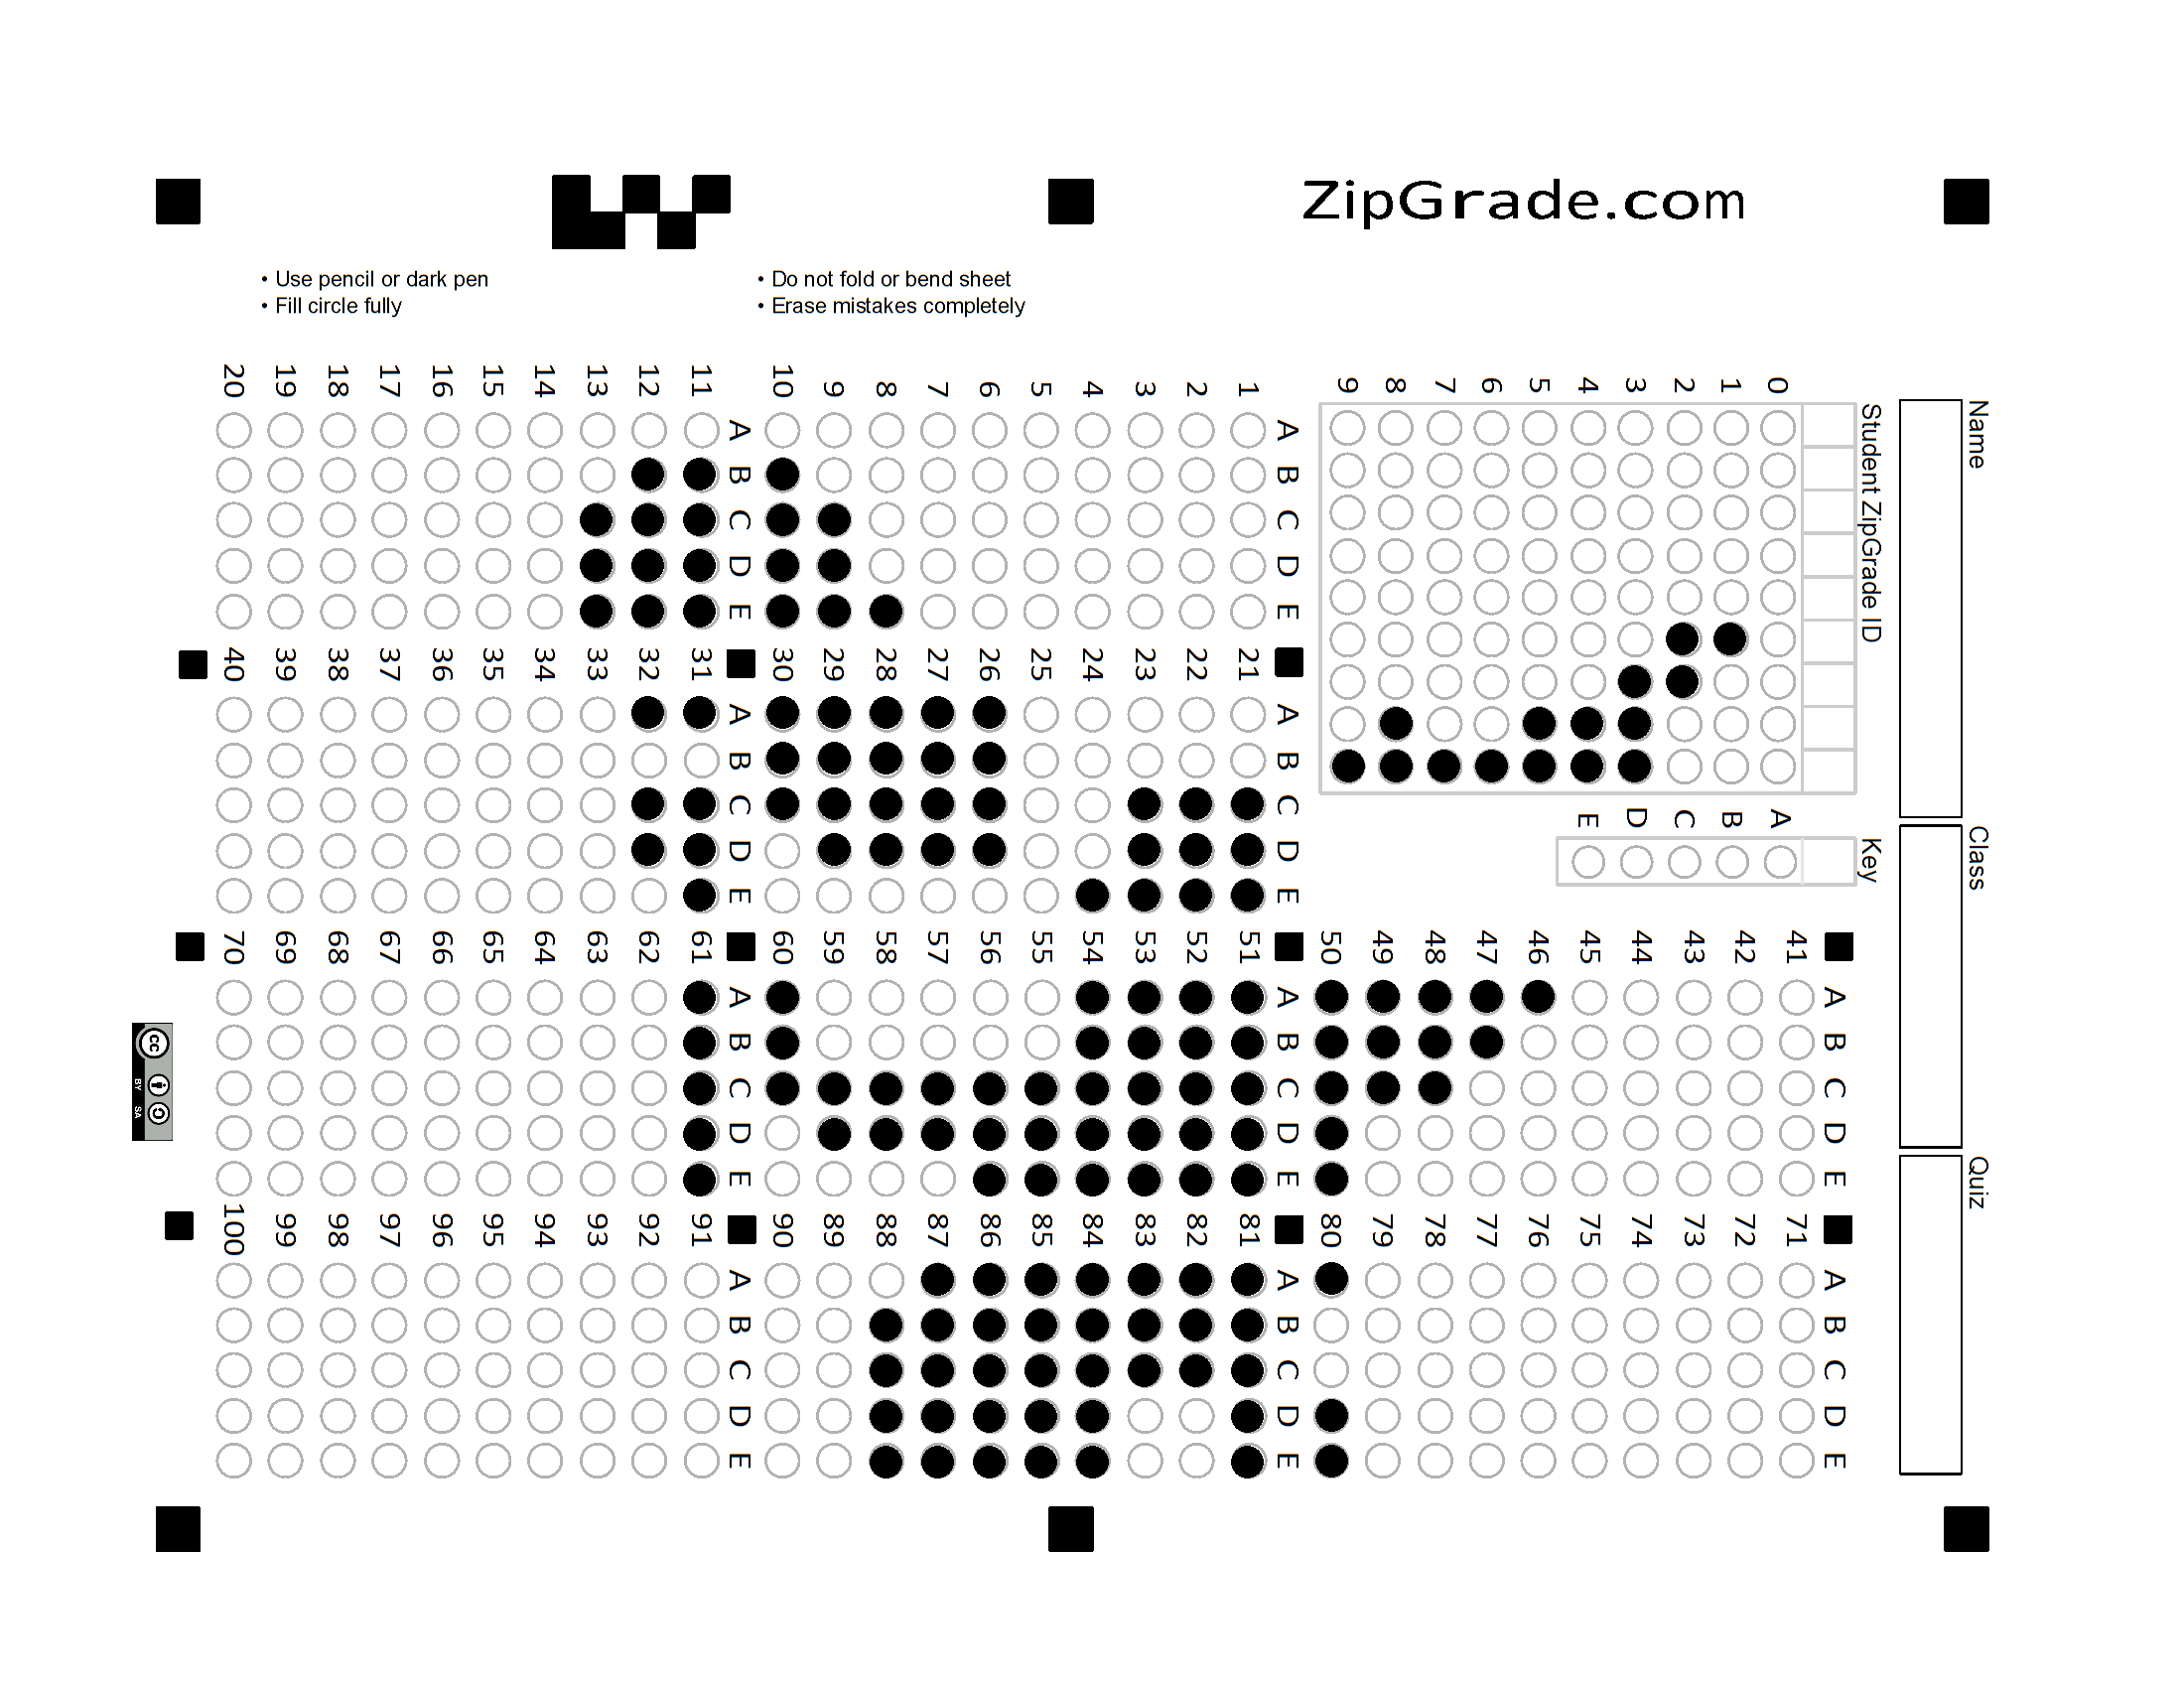 ZipGrade.com
• Use pencil or dark pen
• Fill circle fully
• Do not fold or bend sheet
• Erase mistakes completely
Name
Class
Quiz
Student ZipGrade ID
0 1 2 3 4 5 6 7 8 9
Key
A B C D E
A B C D E
1 2 3 4 5 6 7 8 9 10
A B C D E
11 12 13 14 15 16 17 18 19 20
A B C D E
21 22 23 24 25 26 27 28 29 30
A B C D E
31 32 33 34 35 36 37 38 39 40
A B C D E
41 42 43 44 45 46 47 48 49 50
A B C D E
51 52 53 54 55 56 57 58 59 60
A B C D E
61 62 63 64 65 66 67 68 69 70
A B C D E
71 72 73 74 75 76 77 78 79 80
A B C D E
81 82 83 84 85 86 87 88 89 90
A B C D E
91 92 93 94 95 96 97 98 99 100
cc
BY SA